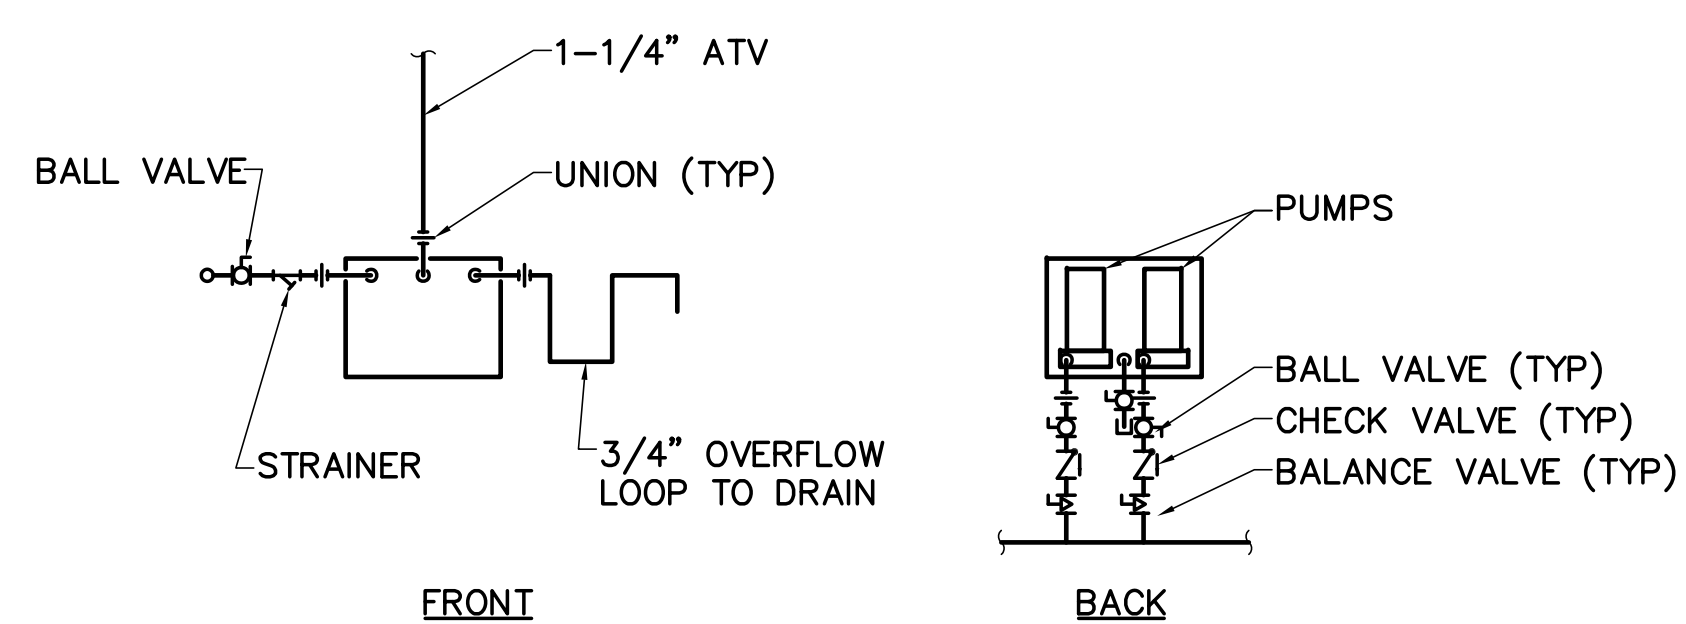 1-1/4" ATV
BALL VALVE
UNION (TYP)
STRAINER
3/4" OVERFLOW
LOOP TO DRAIN
FRONT
PUMPS
BALL VALVE (TYP)
CHECK VALVE (TYP)
BALANCE VALVE (TYP)
BACK